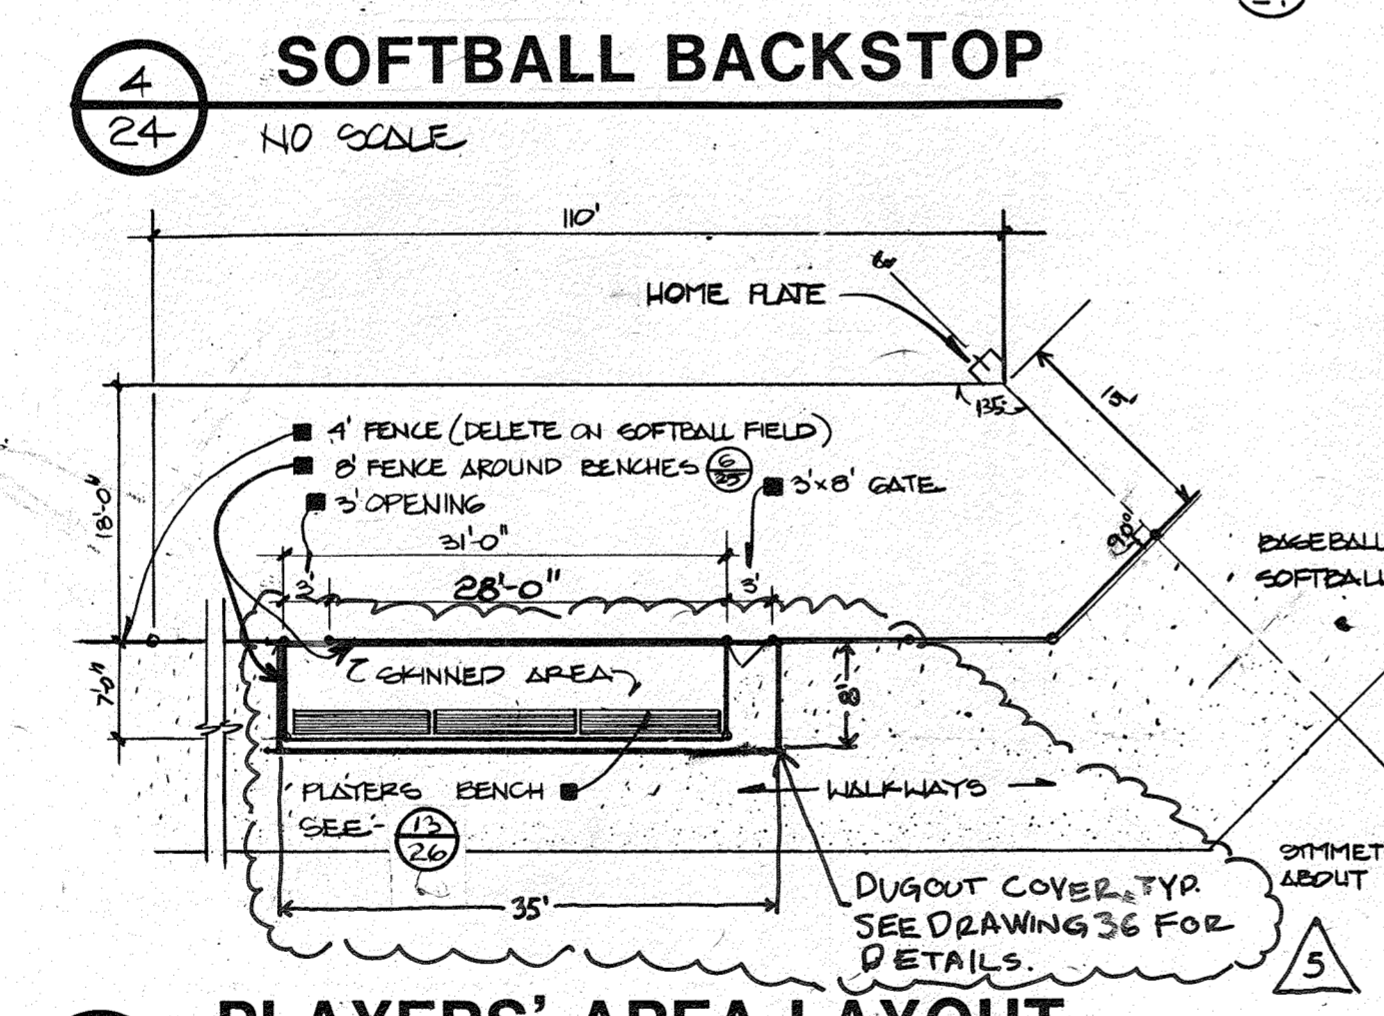 SOFTBALL BACKSTOP
4
24
NO SCALE
110'
HOME PLATE
135°
4' FENCE (DELETE ON SOFTBALL FIELD)
8' FENCE AROUND BENCHES 6
25
3' OPENING
3'x8' GATE
18'-0"
31'-0"
90°
BASEBALL
SOFTBALL
3'
28'-0"
3'
7'-0"
SKINNED AREA
8'
PLAYERS BENCH
SEE- 13
26
WALKWAYS
SYMMET
ABOUT
35'
DUGOUT COVER, TYP.
SEE DRAWING 36 FOR
DETAILS.
5
PLAYERS' AREA LAYOUT